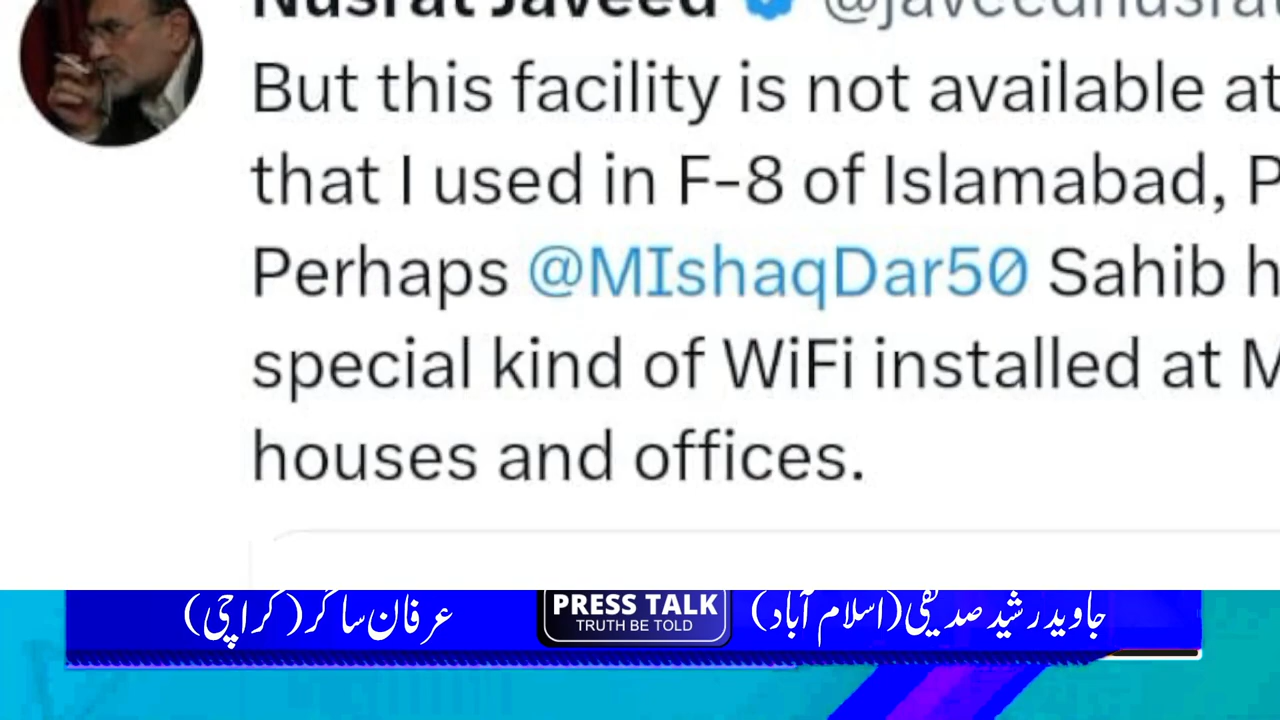 Nusrat Javeed @javeednusrat
But this facility is not available at
that I used in F-8 of Islamabad, P
Perhaps @MIshaqDar50 Sahib h
special kind of WiFi installed at M
houses and offices.
جاوید رشید صدیقی (اسلام آباد)
PRESS TALK
TRUTH BE TOLD
عرفان ساگر (کراچی)